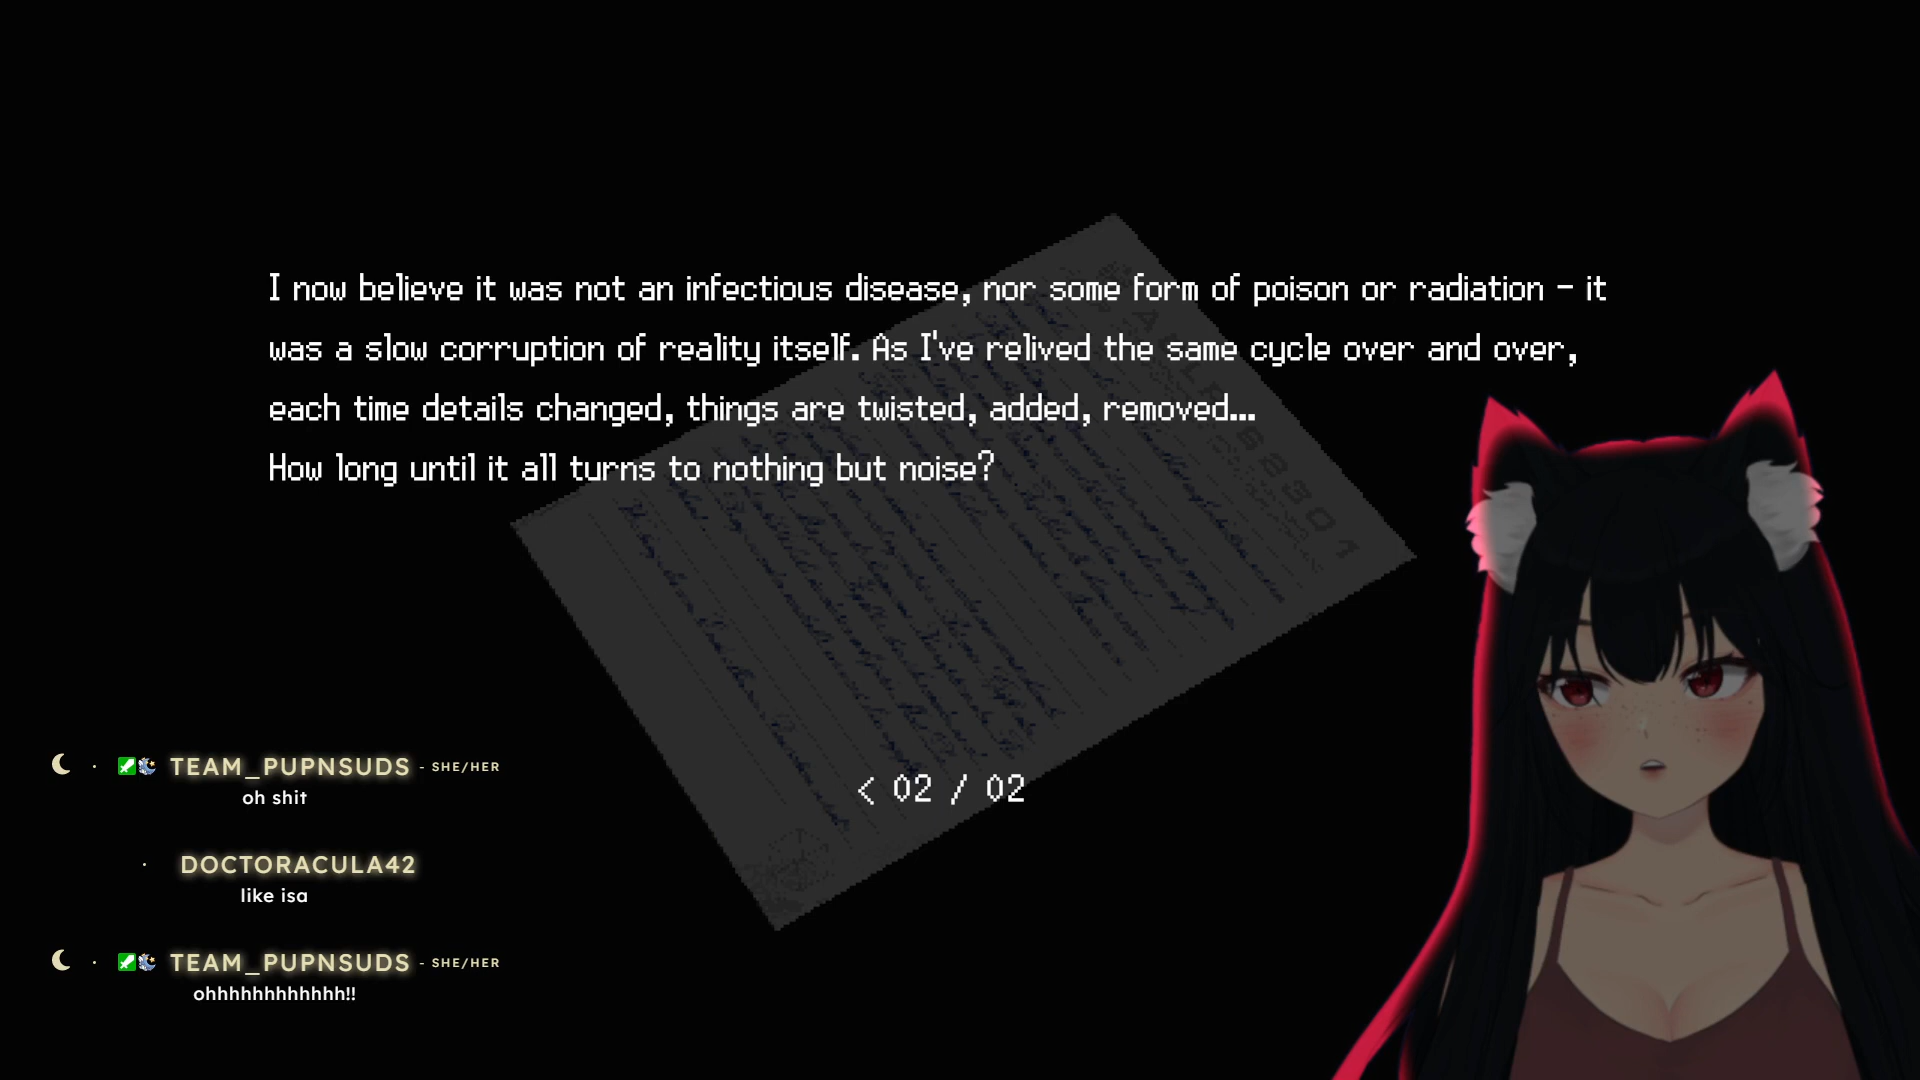 I now believe it was not an infectious disease, nor some form of poison or radiation - it
was a slow corruption of reality itself. As I've relived the same cycle over and over,
each time details changed, things are twisted, added, removed...
How long until it all turns to nothing but noise?
< 02 / 02
TEAM_PUPNSUDS - SHE/HER
oh shit
DOCTORACULA42
like isa
TEAM_PUPNSUDS - SHE/HER
ohhhhhhhhhhhh!!